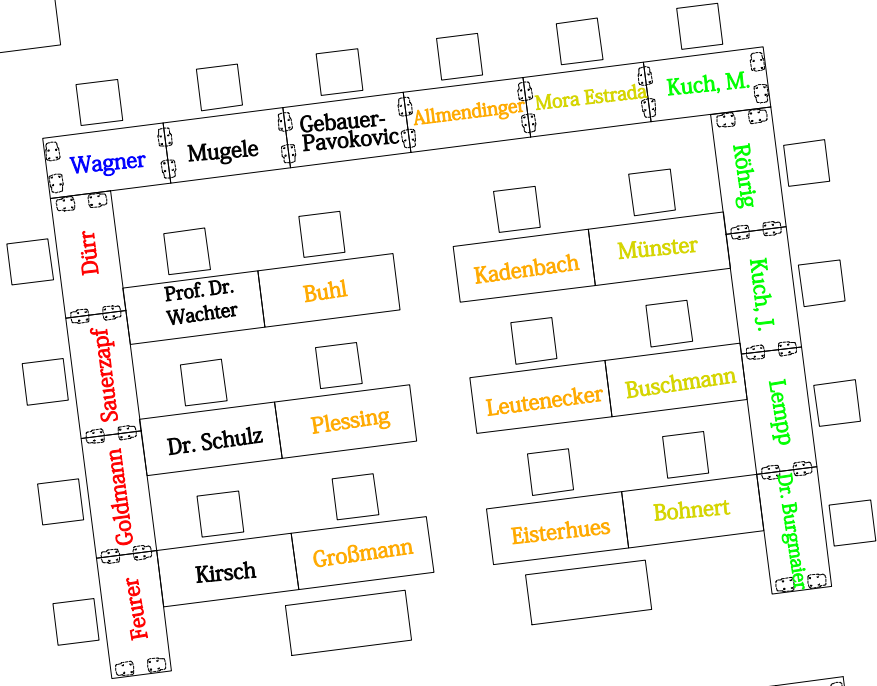 Wagner
Mugele
Gebauer-
Pavokovic
Allmendinger
Mora Estrada
Kuch, M.
Dürr
Sauerzapf
Goldmann
Feurer
Prof. Dr.
Wachter
Buhl
Dr. Schulz
Plessing
Kirsch
Großmann
Kadenbach
Münster
Leutenecker
Buschmann
Eisterhues
Bohnert
Röhrig
Kuch, J.
Lempp
Dr. Burgmaier